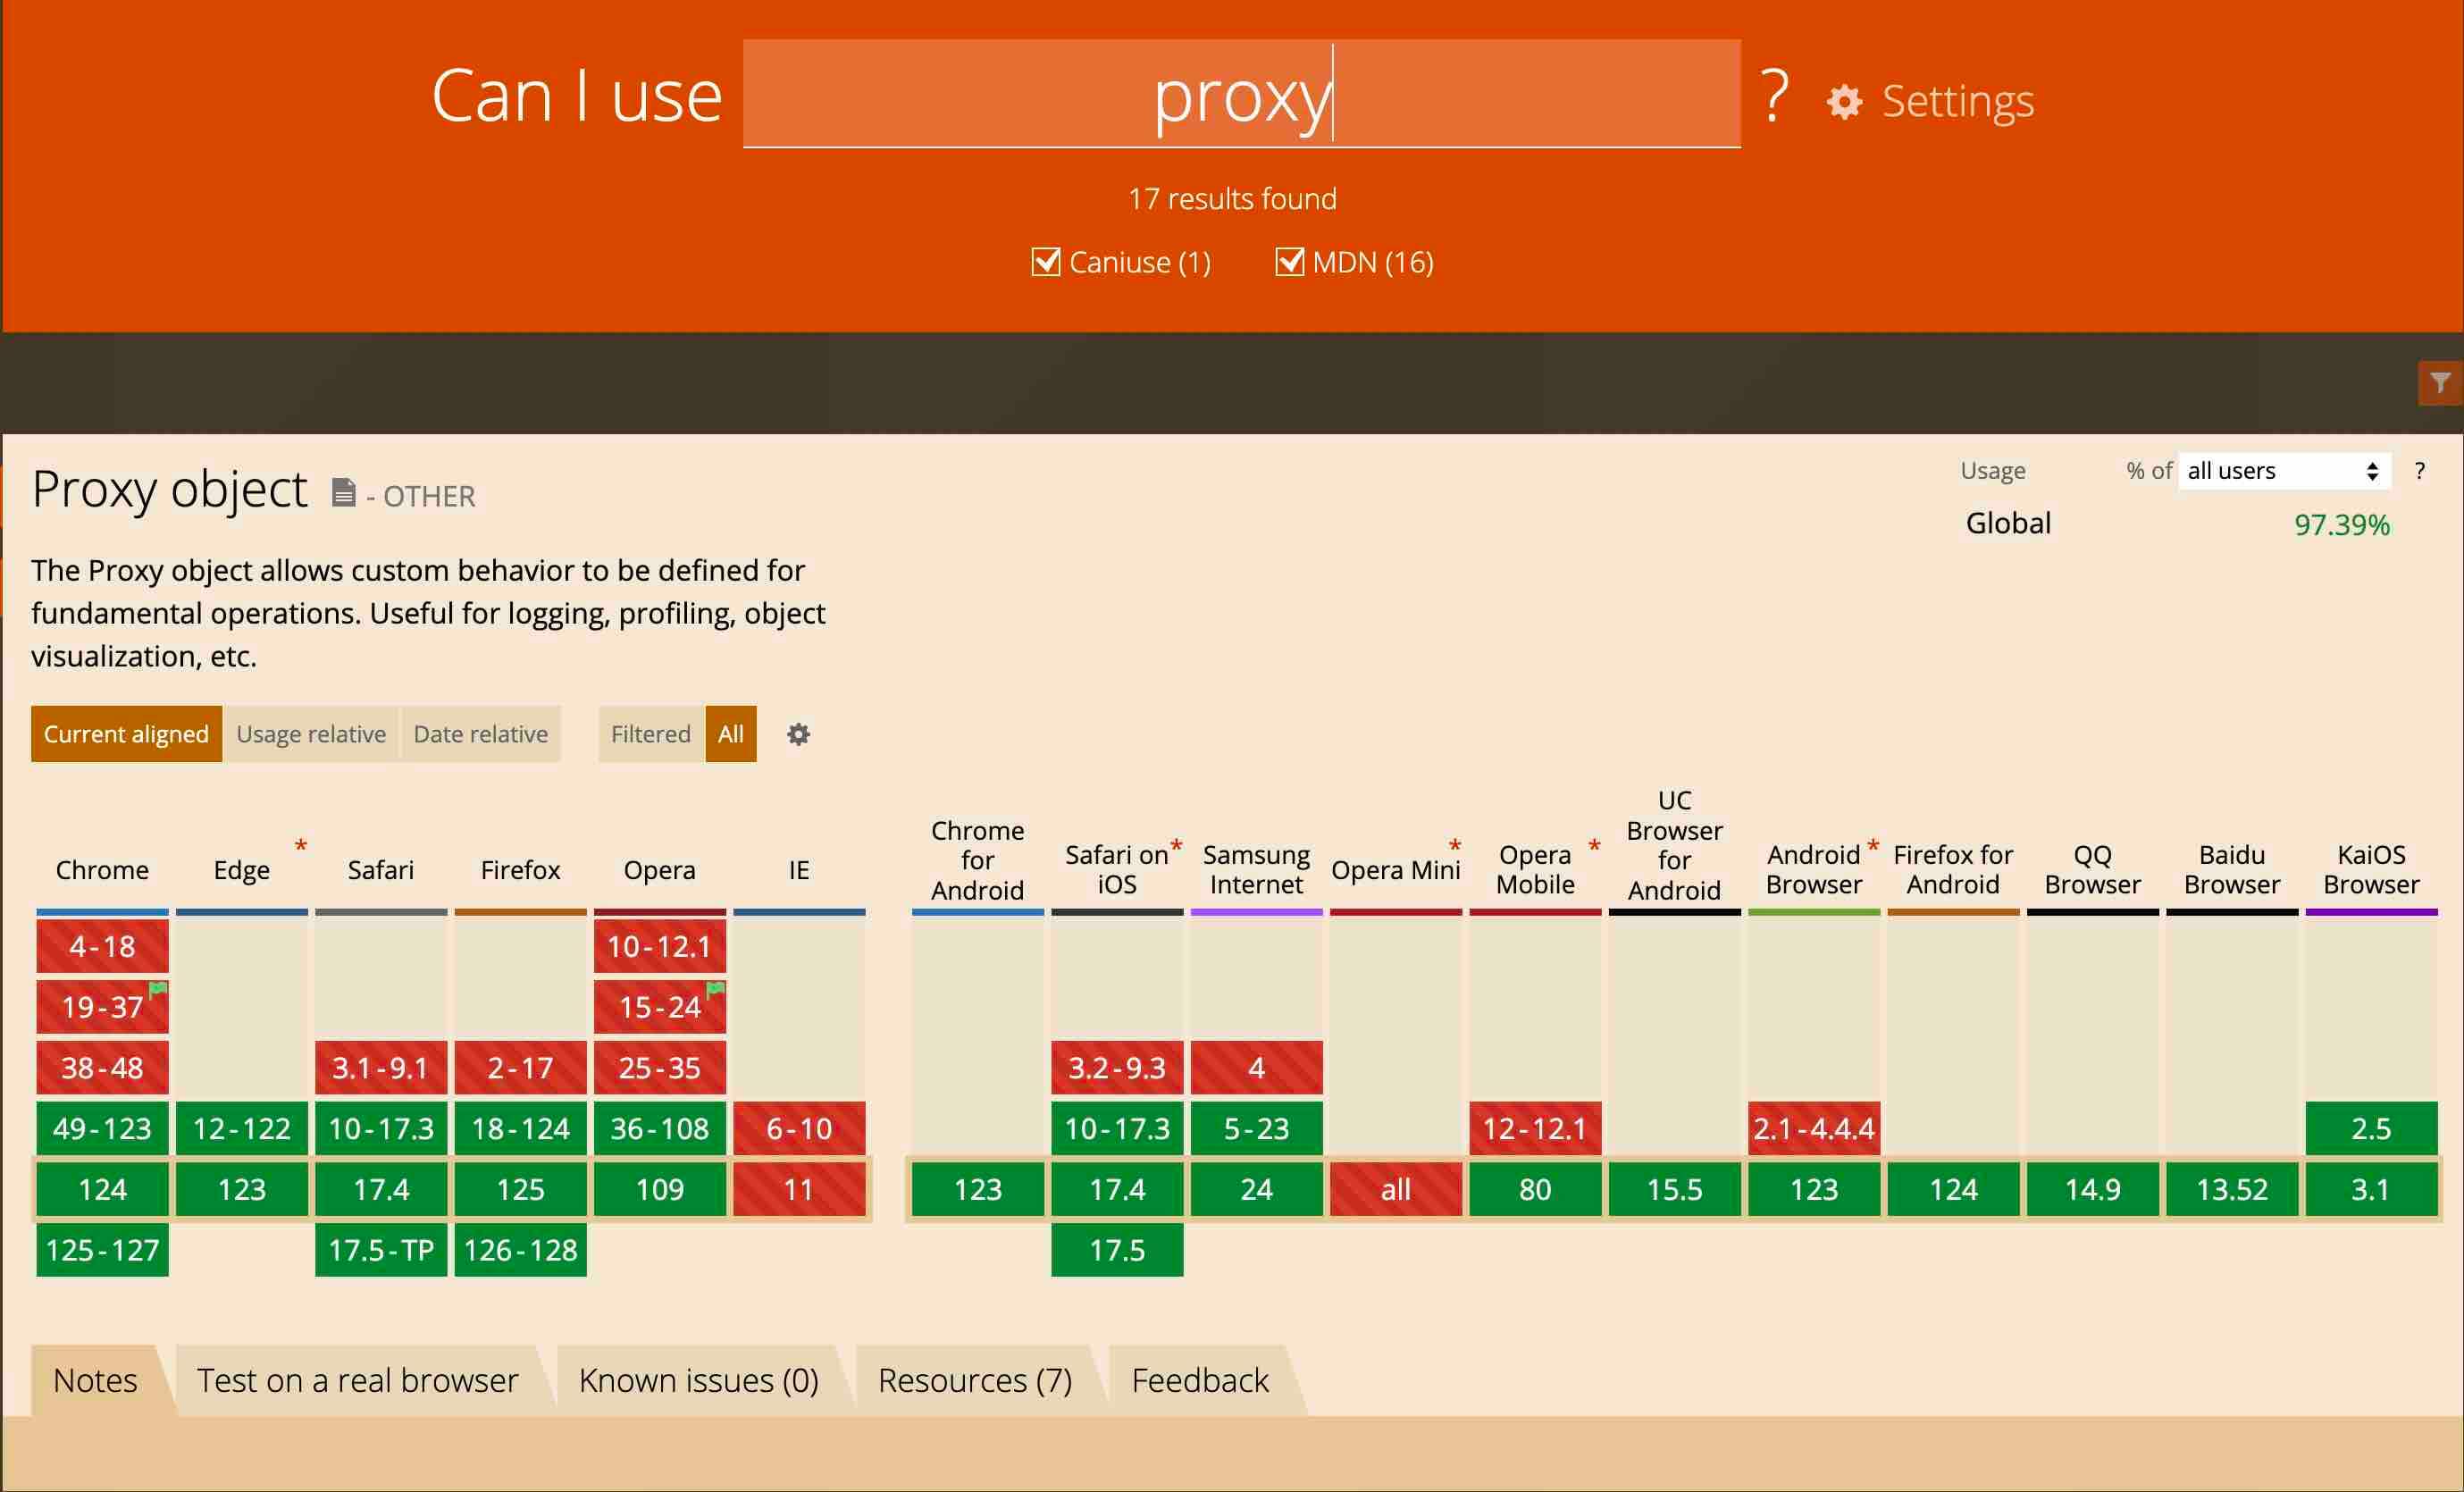 Can I use proxy ? Settings
17 results found
Caniuse (1) MDN (16)
Proxy object - OTHER
Usage % of all users ?
Global 97.39%
The Proxy object allows custom behavior to be defined for
fundamental operations. Useful for logging, profiling, object
visualization, etc.
Current aligned Usage relative Date relative Filtered All
Chrome Edge * Safari Firefox Opera IE Chrome for Android Safari on iOS * Samsung Internet Opera Mini * Opera Mobile * UC Browser for Android Android Browser * Firefox for Android QQ Browser Baidu Browser KaiOS Browser
4-18 10-12.1
19-37 15-24
38-48 3.1-9.1 2-17 25-35 3.2-9.3 4
49-123 12-122 10-17.3 18-124 36-108 6-10 10-17.3 5-23 12-12.1 2.1-4.4.4 2.5
124 123 17.4 125 109 11 123 17.4 24 all 80 15.5 123 124 14.9 13.52 3.1
125-127 17.5-TP 126-128 17.5
Notes Test on a real browser Known issues (0) Resources (7) Feedback